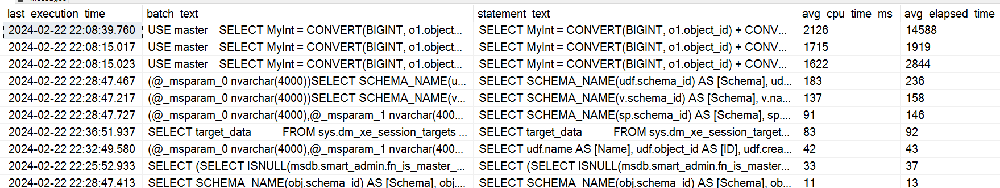 last_execution_time batch_text statement_text avg_cpu_time_ms avg_elapsed_time_
2024-02-22 22:08:39.760 USE master SELECT MyInt = CONVERT(BIGINT, o1.object... SELECT MyInt = CONVERT(BIGINT, o1.object_id) + CONV... 2126 14588
2024-02-22 22:08:15.017 USE master SELECT MyInt = CONVERT(BIGINT, o1.object... SELECT MyInt = CONVERT(BIGINT, o1.object_id) + CONV... 1715 1919
2024-02-22 22:08:15.023 USE master SELECT MyInt = CONVERT(BIGINT, o1.object... SELECT MyInt = CONVERT(BIGINT, o1.object_id) + CONV... 1622 2844
2024-02-22 22:28:47.467 (@_msparam_0 nvarchar(4000))SELECT SCHEMA_NAME(u... SELECT SCHEMA_NAME(udf.schema_id) AS [Schema], ud... 183 236
2024-02-22 22:28:47.217 (@_msparam_0 nvarchar(4000))SELECT SCHEMA_NAME(v... SELECT SCHEMA_NAME(v.schema_id) AS [Schema], v.na... 137 158
2024-02-22 22:28:47.727 (@_msparam_0 nvarchar(4000),@_msparam_1 nvarchar(400... SELECT SCHEMA_NAME(sp.schema_id) AS [Schema], sp.... 91 146
2024-02-22 22:36:51.937 SELECT target_data FROM sys.dm_xe_session_targets ... SELECT target_data FROM sys.dm_xe_session_target... 83 92
2024-02-22 22:32:49.580 (@_msparam_0 nvarchar(4000),@_msparam_1 nvarchar(400... SELECT udf.name AS [Name], udf.object_id AS [ID], udf.crea... 42 43
2024-02-22 22:25:52.933 SELECT (SELECT ISNULL(msdb.smart_admin.fn_is_master_... SELECT (SELECT ISNULL(msdb.smart_admin.fn_is_master... 33 37
2024-02-22 22:28:47.413 SELECT SCHEMA_NAME(obj.schema_id) AS [Schema], obj.... SELECT SCHEMA_NAME(obj.schema_id) AS [Schema], ob... 11 13